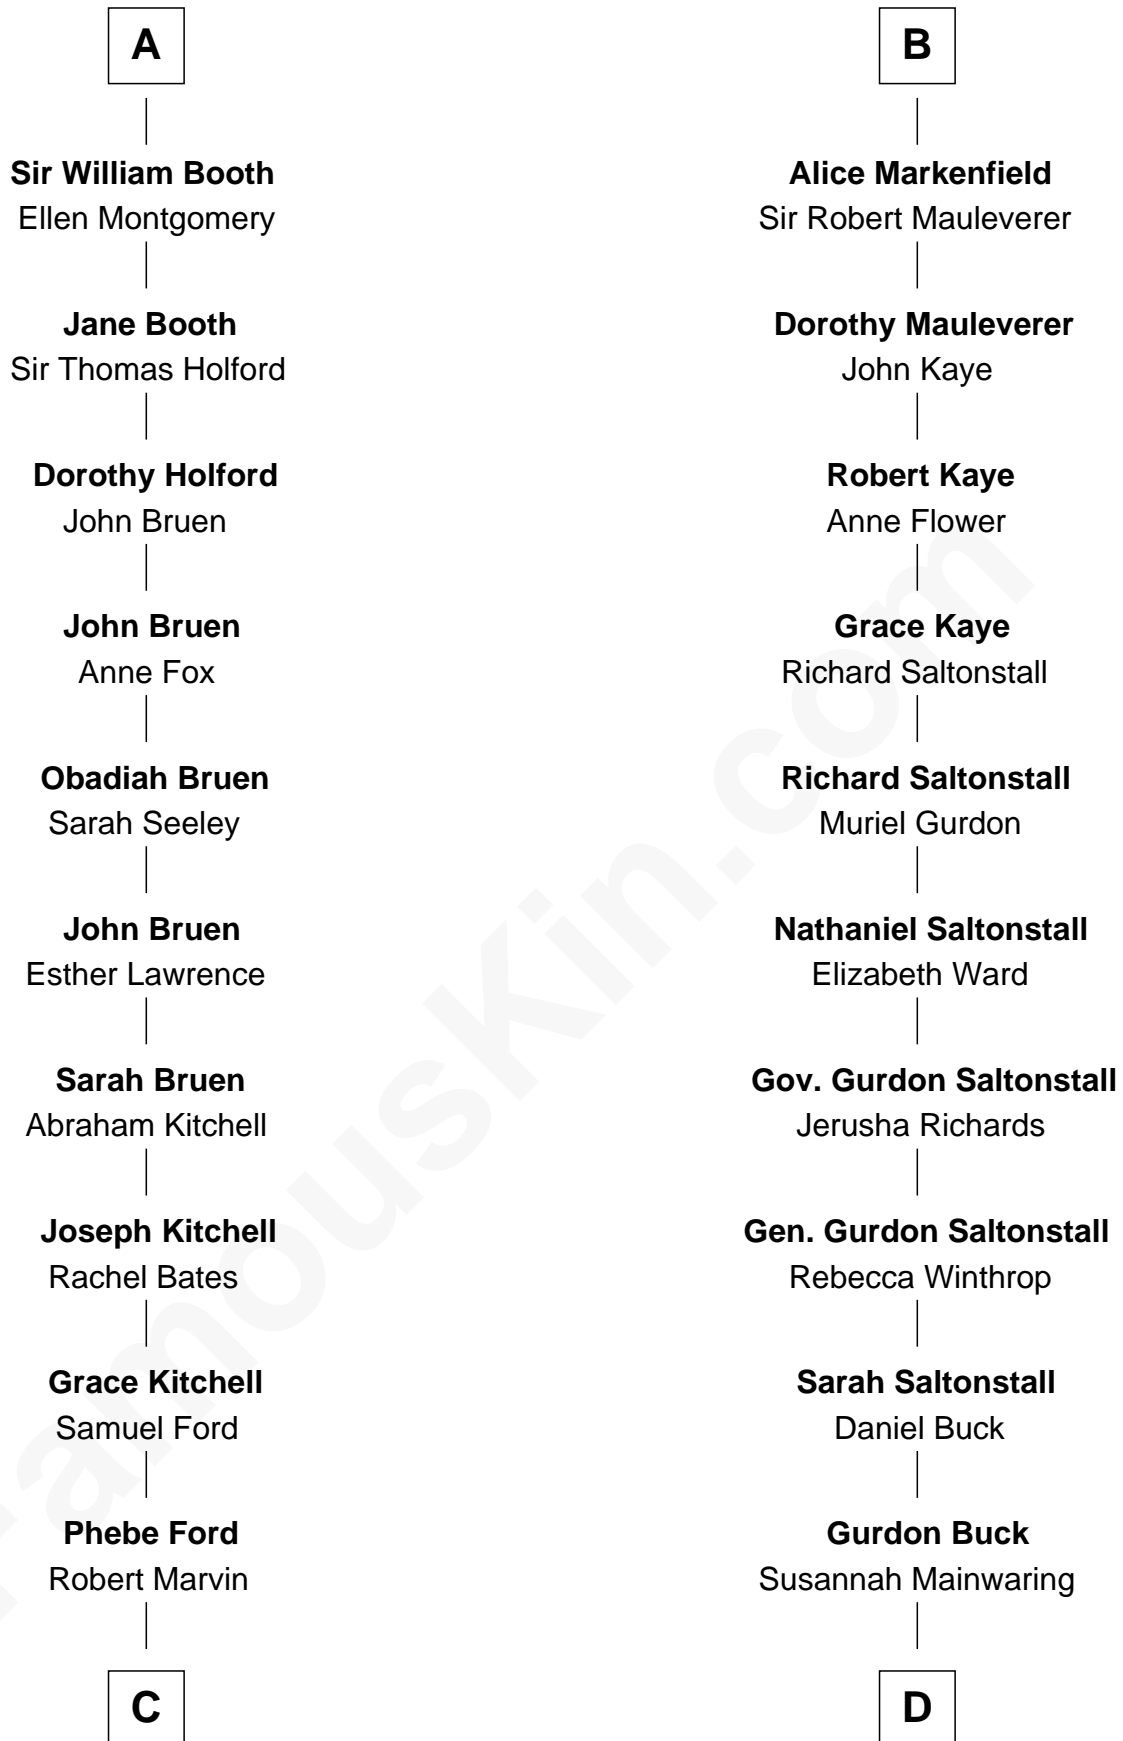 A
Sir William Booth
Ellen Montgomery
Jane Booth
Sir Thomas Holford
Dorothy Holford
John Bruen
John Bruen
Anne Fox
Obadiah Bruen
Sarah Seeley
John Bruen
Esther Lawrence
Sarah Bruen
Abraham Kitchell
Joseph Kitchell
Rachel Bates
Grace Kitchell
Samuel Ford
Phebe Ford
Robert Marvin
C
B
Alice Markenfield
Sir Robert Mauleverer
Dorothy Mauleverer
John Kaye
Robert Kaye
Anne Flower
Grace Kaye
Richard Saltonstall
Richard Saltonstall
Muriel Gurdon
Nathaniel Saltonstall
Elizabeth Ward
Gov. Gurdon Saltonstall
Jerusha Richards
Gen. Gurdon Saltonstall
Rebecca Winthrop
Sarah Saltonstall
Daniel Buck
Gurdon Buck
Susannah Mainwaring
D
FamousKin.com